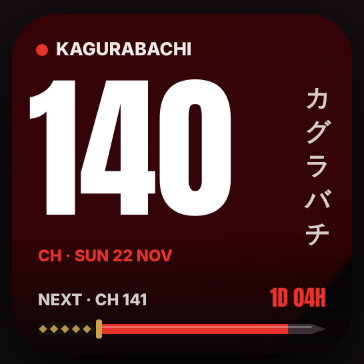 KAGURABACHI
140
カグラバチ
CH · SUN 22 NOV
NEXT · CH 141
1D 04H